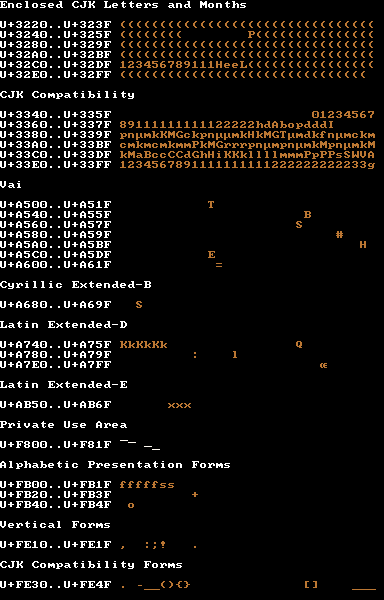 Enclosed CJK Letters and Months
U+3220..U+323F ((((((((((((((((((((((((((((((((
U+3240..U+325F ((((((((        P(((((((((((((((
U+3280..U+329F ((((((((((((((((((((((((((((((((
U+32A0..U+32BF ((((((((((((((((((((((((((((((((
U+32C0..U+32DF 123456789111HeeL((((((((((((((((
U+32E0..U+32FF (((((((((((((((((((((((((((((((
CJK Compatibility
U+3340..U+335F                         01234567
U+3360..U+337F 89111111111122222hdAbopdddI
U+3380..U+339F pnµmkKMGckpnµµmkHkMGTµmdkfnµmckm
U+33A0..U+33BF cmkmcmkmmPkMGrrrpnµmpnµmkMpnµmkM
U+33C0..U+33DF kMaBccCCdGhHiKKkllllmmmPpPPsSWVA
U+33E0..U+33FF 1234567891111111111222222222233g
Vai
U+A500..U+A51F            T
U+A540..U+A55F                        B
U+A560..U+A57F                       S
U+A580..U+A59F                            #
U+A5A0..U+A5BF                               H
U+A5C0..U+A5DF            E
U+A600..U+A61F             =
Cyrillic Extended-B
U+A680..U+A69F   S
Latin Extended-D
U+A740..U+A75F KkKkKk                Q
U+A780..U+A79F          :    l
U+A7E0..U+A7FF                          œ
Latin Extended-E
U+AB50..U+AB6F       xxx
Private Use Area
U+F800..U+F81F ⎺⎻ ⎼⎽
Alphabetic Presentation Forms
U+FB00..U+FB1F fffffss
U+FB20..U+FB3F          +
U+FB40..U+FB4F  o
Vertical Forms
U+FE10..U+FE1F ,  :;!   .
CJK Compatibility Forms
U+FE30..U+FE4F .  -__(){}              []    ___